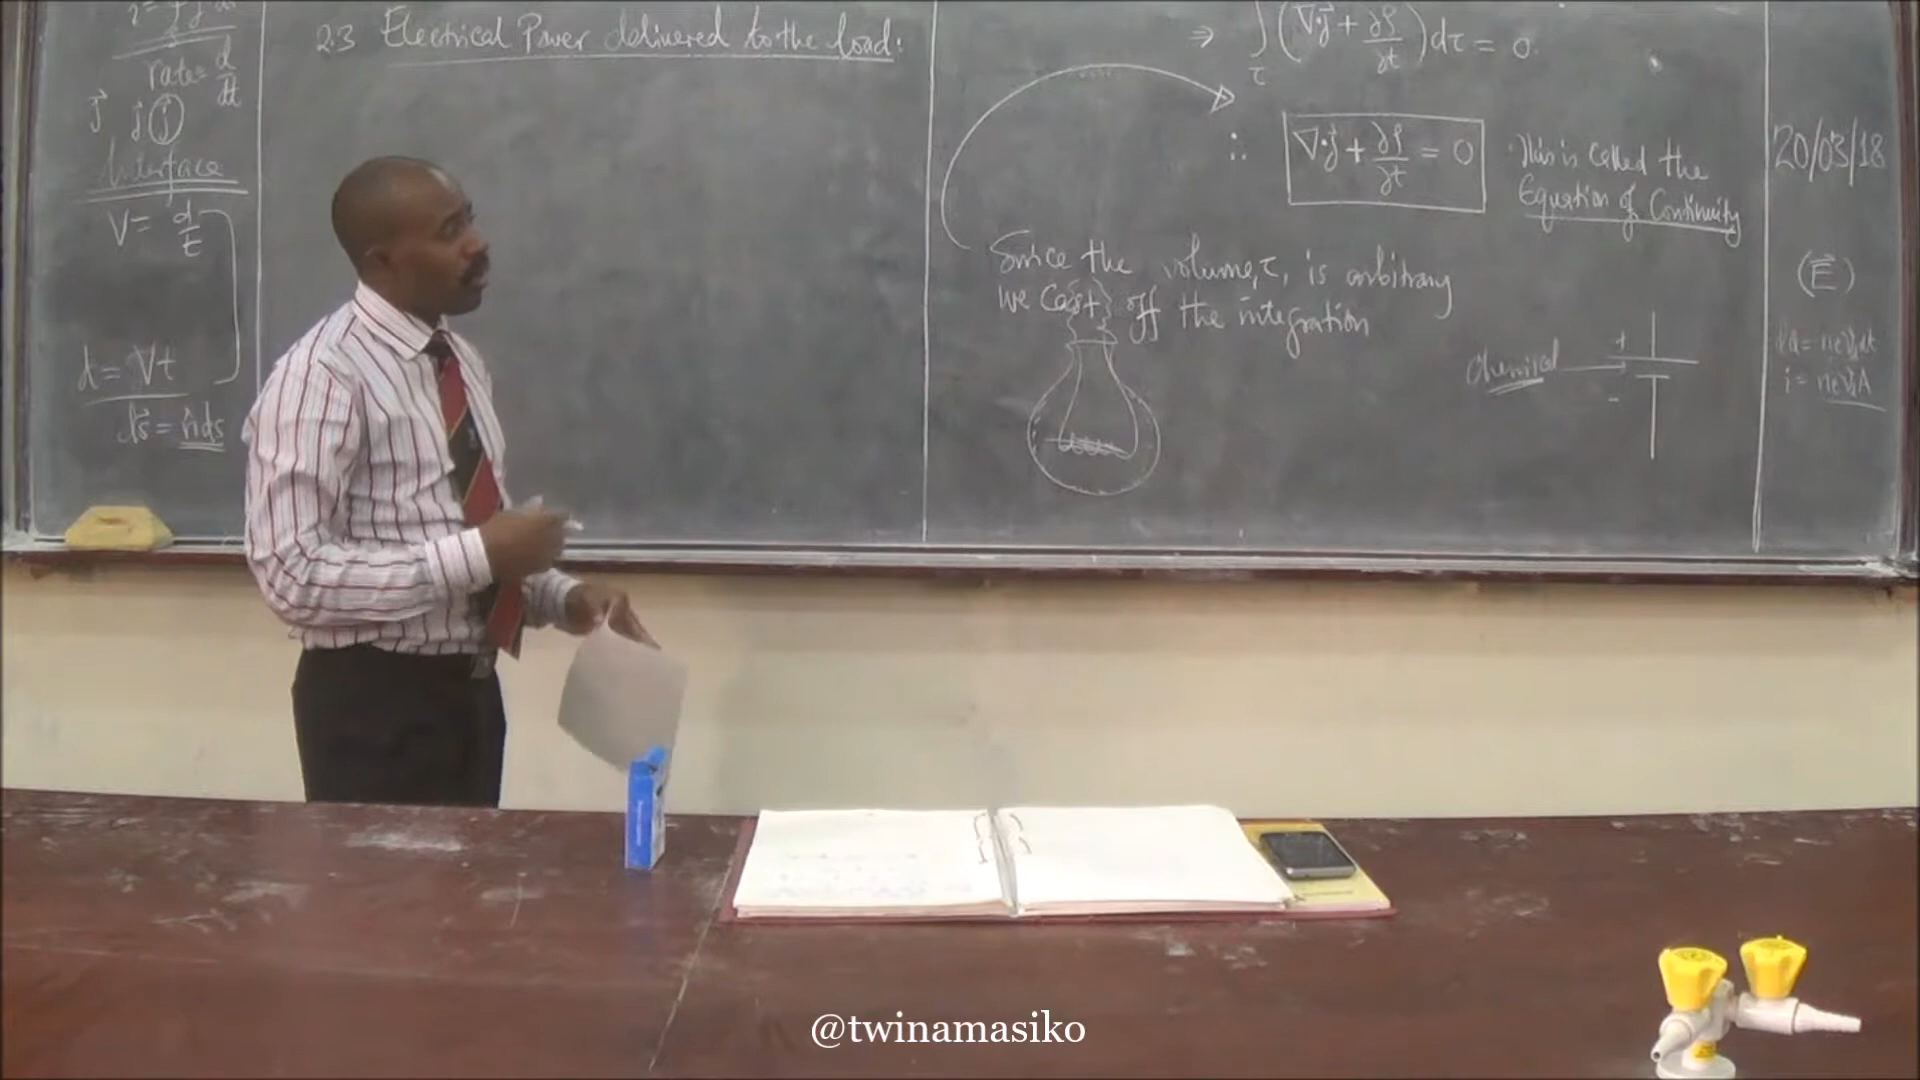 rate = d/dt
j⃗ j⃗ j
Interface
V = d/t
d = Vt
ds⃗ = n̂ds
2.3 Electrical Power delivered to the load:
⇒ ∫τ (∇·j⃗ + ∂ρ/∂t) dτ = 0
∴ ∇·j⃗ + ∂ρ/∂t = 0
This is called the
Equation of Continuity
Since the volume, τ, is arbitrary
we cast off the integration
Chemical
+
-
20/03/18
(E⃗)
@twinamasiko